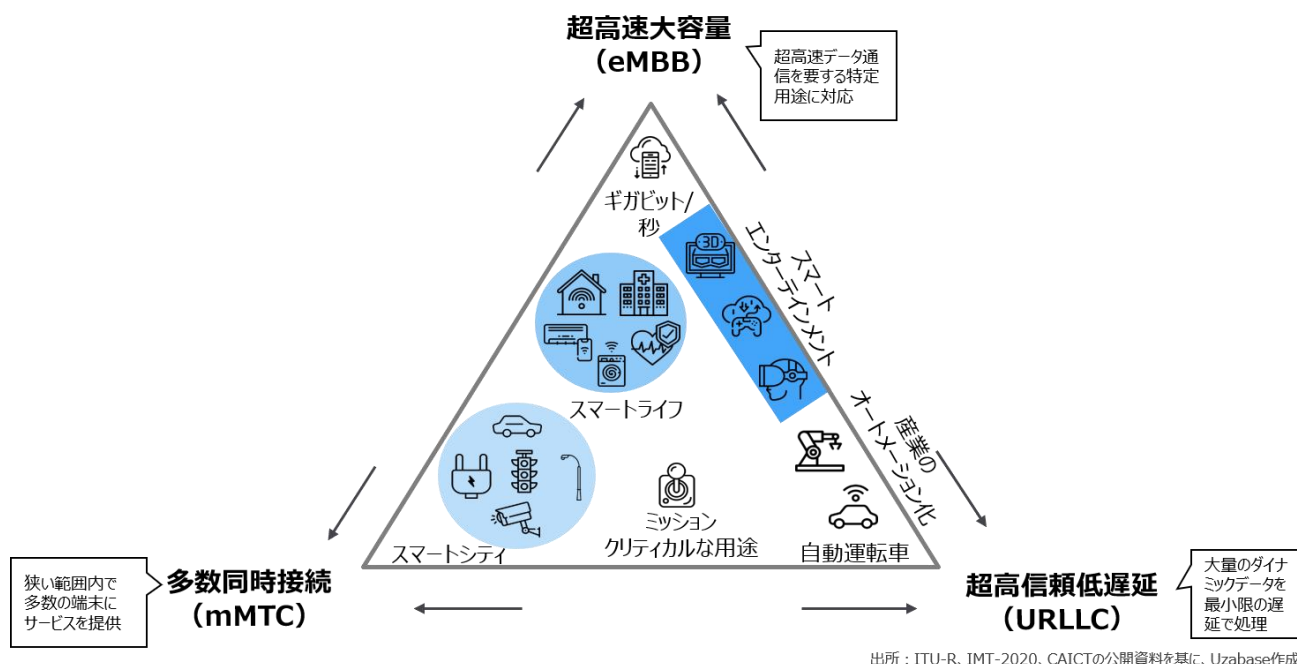 超高速大容量
（eMBB）
超高速データ通
信を要する特定
用途に対応
ギガビット/
秒
3D
スマート
エンターテインメント
スマートライフ
産業の
オートメーション化
スマートシティ
ミッション
クリティカルな用途
自動運転車
狭い範囲内で
多数の端末に
サービスを提供
多数同時接続
（mMTC）
超高信頼低遅延
（URLLC）
大量のダイナ
ミックデータを
最小限の遅
延で処理
出所：ITU-R、IMT-2020、CAICTの公開資料を基に、Uzabase作成